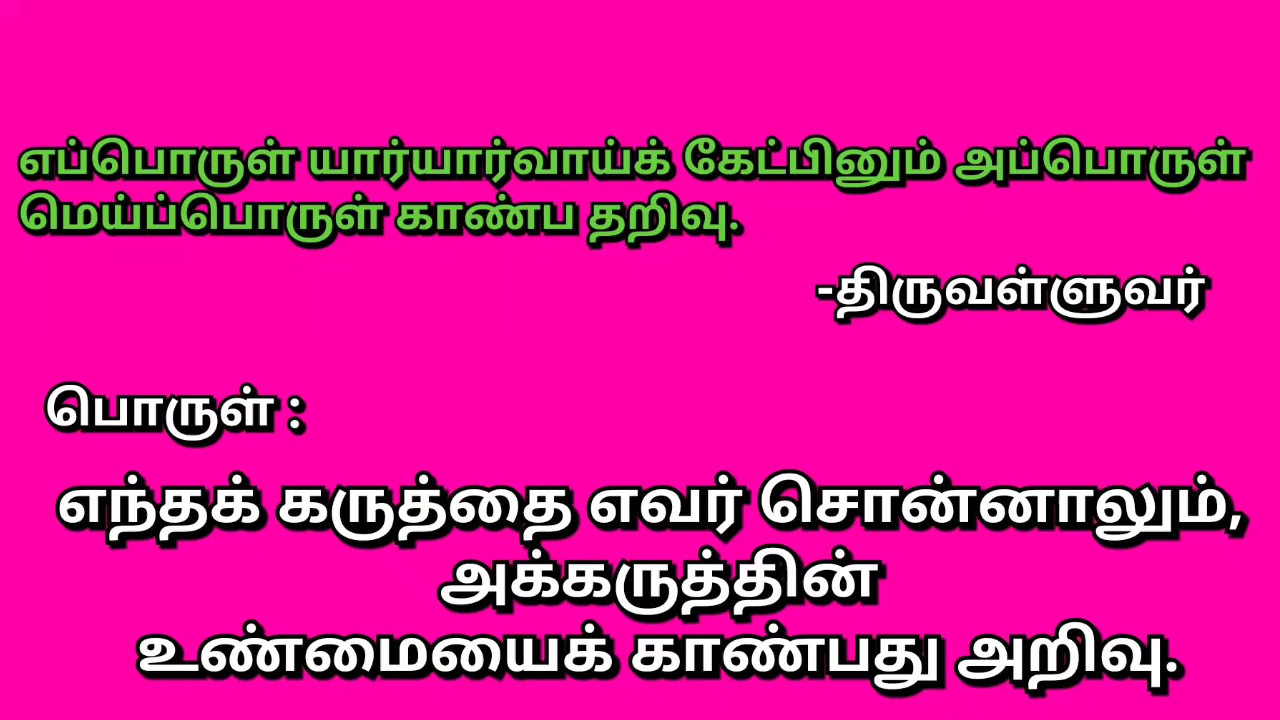 எப்பொருள் யார்யார்வாய்க் கேட்பினும் அப்பொருள்
மெய்ப்பொருள் காண்ப தறிவு.
-திருவள்ளுவர்
பொருள் :
எந்தக் கருத்தை எவர் சொன்னாலும்,
அக்கருத்தின்
உண்மையைக் காண்பது அறிவு.